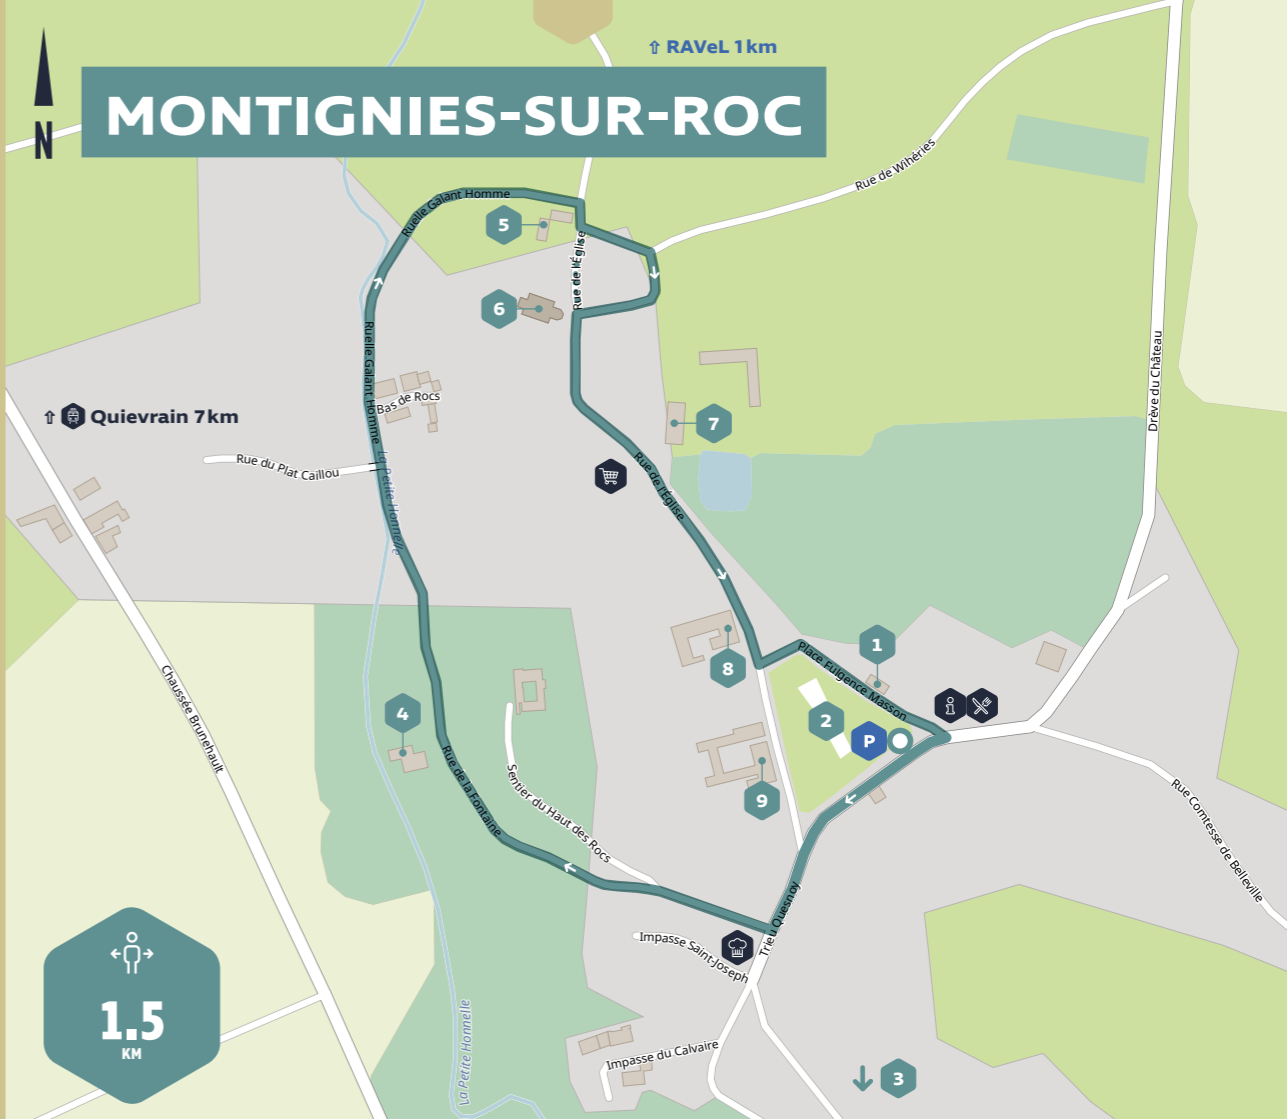 ⇧ RAVeL 1km
MONTIGNIES-SUR-ROC
N
Rue de Wihéries
Ruelle Galant Homme
5
Rue de l'Église
6
Ruelle Galant Homme
Drève du Château
Bas de Rocs
⇧ Quievrain 7km
7
Rue du Plat Caillou
La Petite Honnelle
Rue de l'Église
1
Place Fulgence Masson
8
Chaussée Brunehault
4
2
P
Rue de la Fontaine
Sentier du Haut des Rocs
9
Rue Comtesse de Belleville
Trieu Quesnoy
Impasse Saint-Joseph
1.5
KM
La Petite Honnelle
Impasse du Calvaire
3